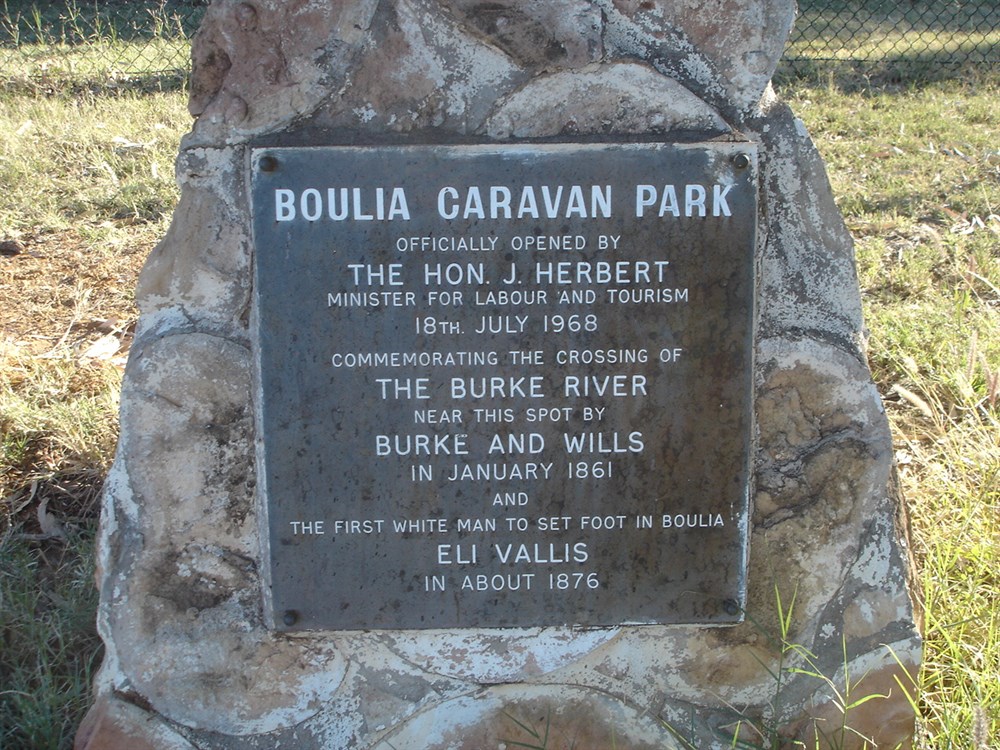 BOULIA CARAVAN PARK
OFFICIALLY OPENED BY
THE HON. J. HERBERT
MINISTER FOR LABOUR AND TOURISM
18TH. JULY 1968
COMMEMORATING THE CROSSING OF
THE BURKE RIVER
NEAR THIS SPOT BY
BURKE AND WILLS
IN JANUARY 1861
AND
THE FIRST WHITE MAN TO SET FOOT IN BOULIA
ELI VALLIS
IN ABOUT 1876